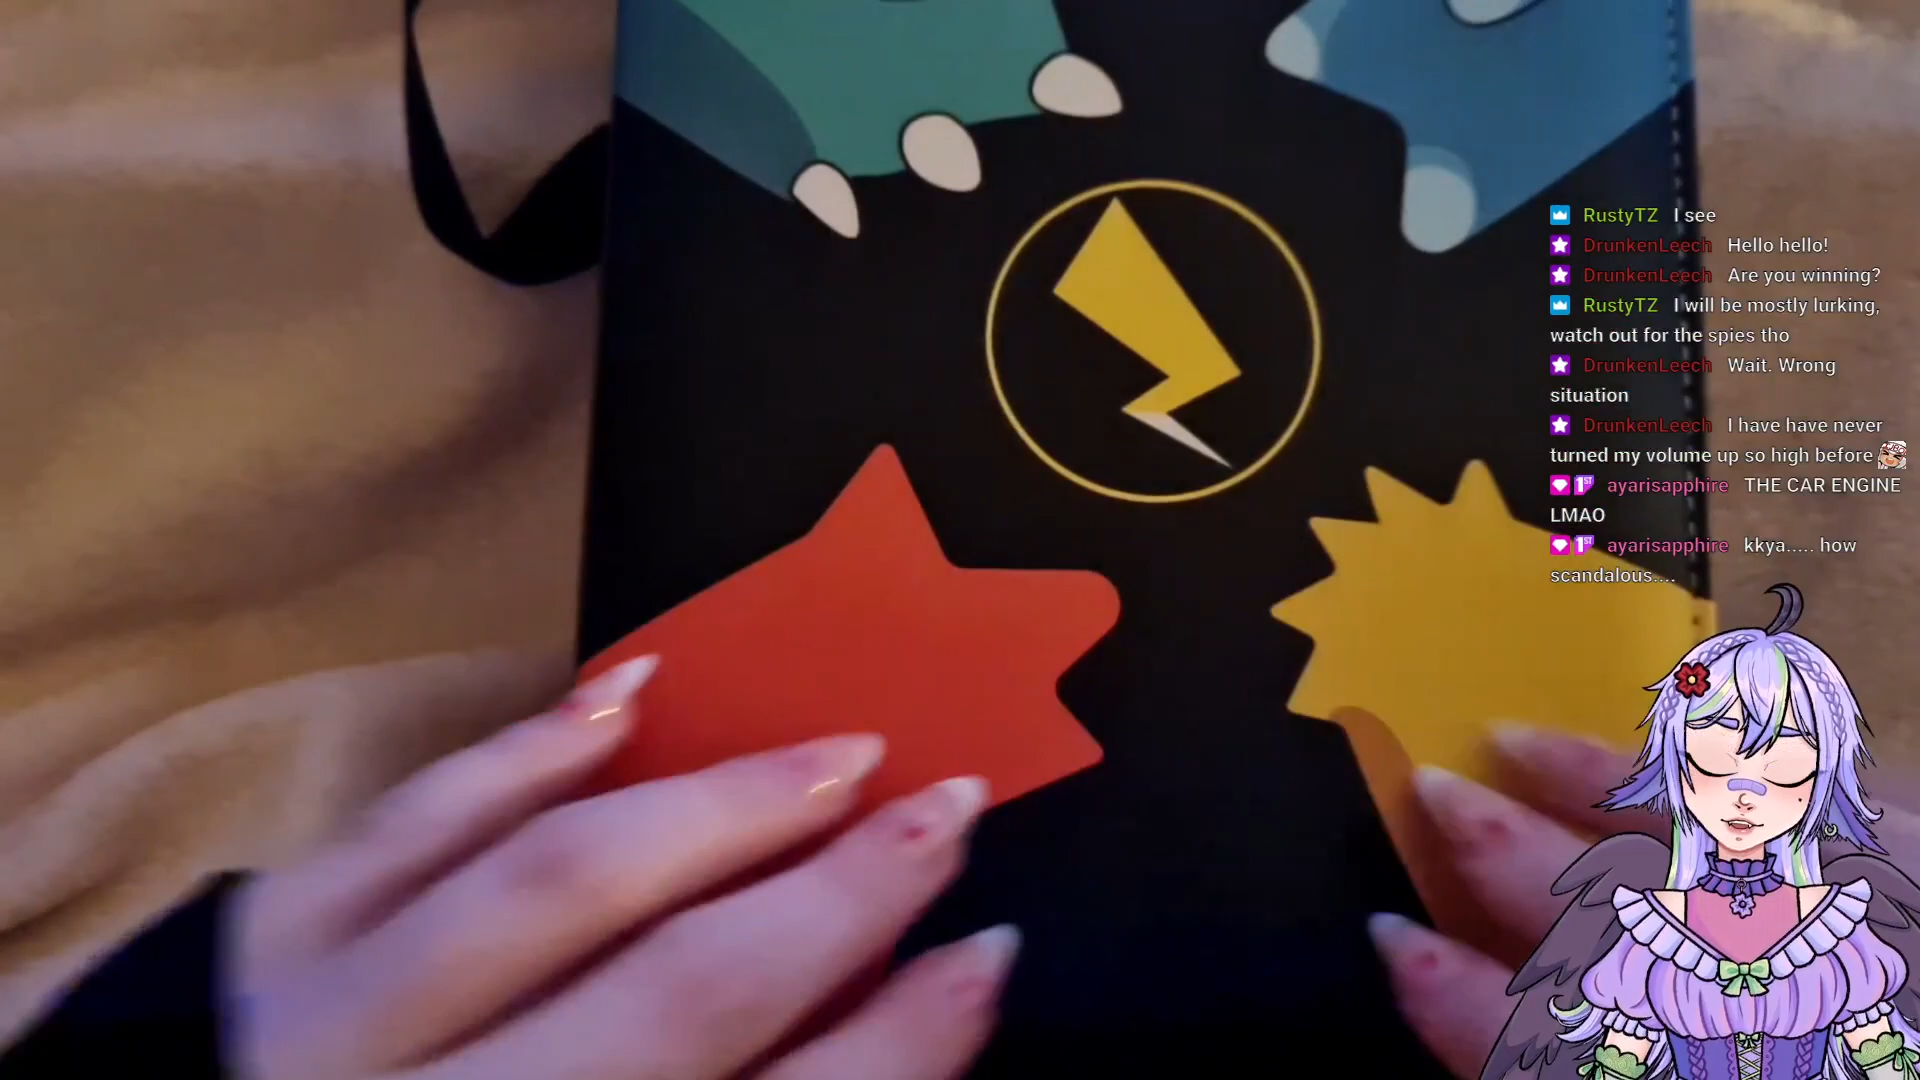 RustyTZ I see
DrunkenLeech Hello hello!
DrunkenLeech Are you winning?
RustyTZ I will be mostly lurking,
watch out for the spies tho
DrunkenLeech Wait. Wrong
situation
DrunkenLeech I have have never
turned my volume up so high before
1ST ayarisapphire THE CAR ENGINE
LMAO
1ST ayarisapphire kkya..... how
scandalous....